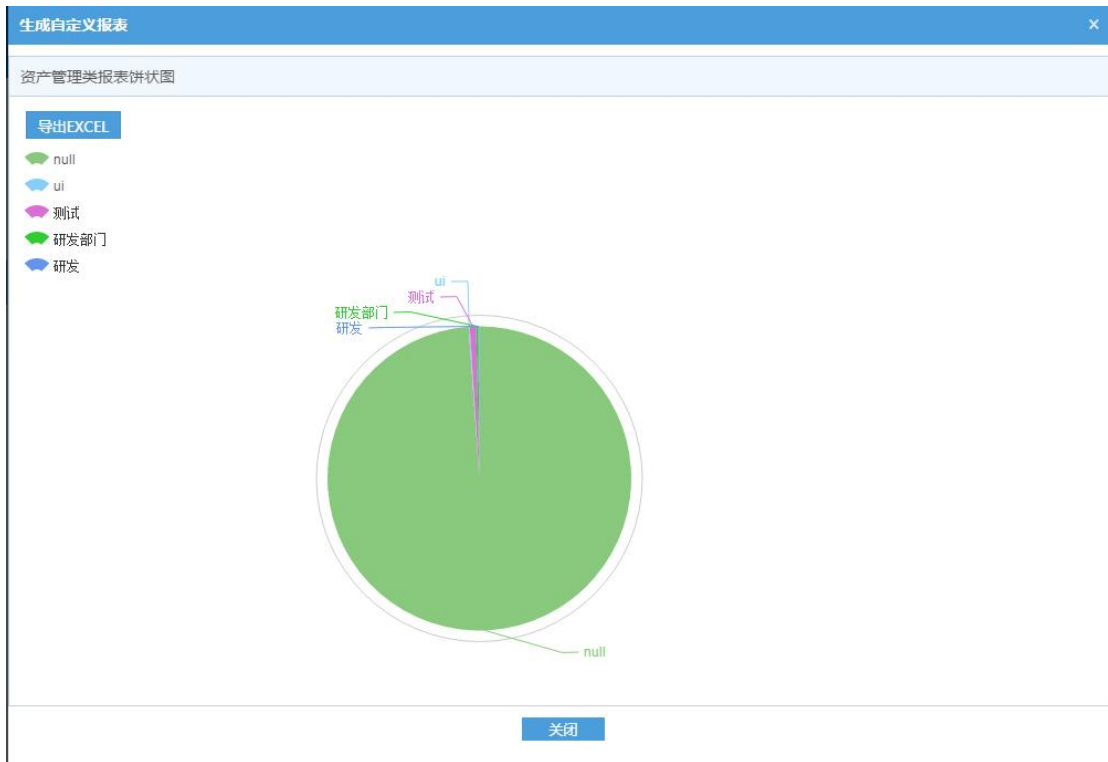 生成自定义报表 ×
资产管理类报表饼状图
导出EXCEL
null
ui
测试
研发部门
研发
ui
测试
研发部门
研发
null
关闭